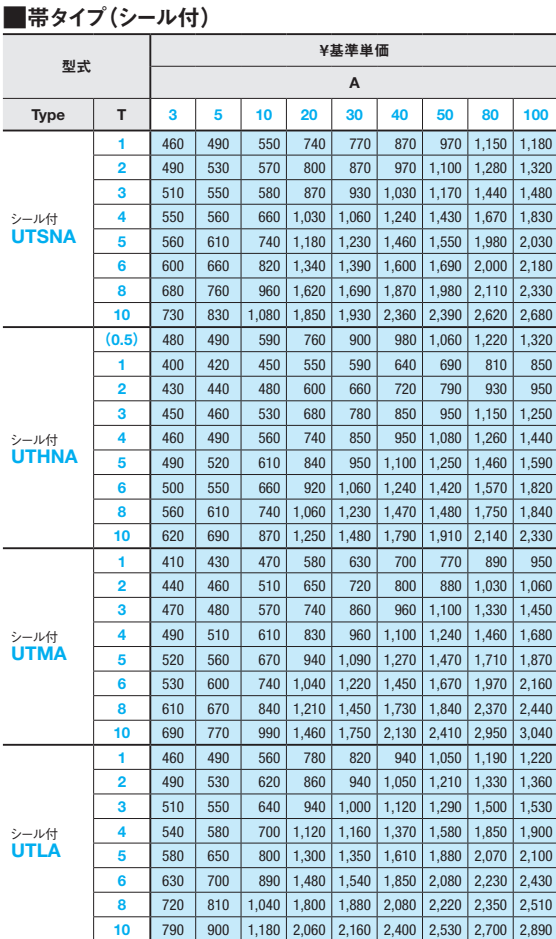 ■帯タイプ（シール付）
型式 ¥基準単価
A
Type T 3 5 10 20 30 40 50 80 100
シール付 UTSNA
1 460 490 550 740 770 870 970 1,150 1,180
2 490 530 570 800 870 970 1,100 1,280 1,320
3 510 550 580 870 930 1,030 1,170 1,440 1,480
4 550 560 660 1,030 1,060 1,240 1,430 1,670 1,830
5 560 610 740 1,180 1,230 1,460 1,550 1,980 2,030
6 600 660 820 1,340 1,390 1,600 1,690 2,000 2,180
8 680 760 960 1,620 1,690 1,870 1,980 2,110 2,330
10 730 830 1,080 1,850 1,930 2,360 2,390 2,620 2,680
シール付 UTHNA
（0.5） 480 490 590 760 900 980 1,060 1,220 1,320
1 400 420 450 550 590 640 690 810 850
2 430 440 480 600 660 720 790 930 950
3 450 460 530 680 780 850 950 1,150 1,250
4 460 490 560 740 850 950 1,080 1,260 1,440
5 490 520 610 840 950 1,100 1,250 1,460 1,590
6 500 550 660 920 1,060 1,240 1,420 1,570 1,820
8 560 610 740 1,060 1,230 1,470 1,480 1,750 1,840
10 620 690 870 1,250 1,480 1,790 1,910 2,140 2,330
シール付 UTMA
1 410 430 470 580 630 700 770 890 950
2 440 460 510 650 720 800 880 1,030 1,060
3 470 480 570 740 860 960 1,100 1,330 1,450
4 490 510 610 830 960 1,100 1,240 1,460 1,680
5 520 560 670 940 1,090 1,270 1,470 1,710 1,870
6 530 600 740 1,040 1,220 1,450 1,670 1,970 2,160
8 610 670 840 1,210 1,450 1,730 1,840 2,370 2,440
10 690 770 990 1,460 1,750 2,130 2,410 2,950 3,040
シール付 UTLA
1 460 490 560 780 820 940 1,050 1,190 1,220
2 490 530 620 860 940 1,050 1,210 1,330 1,360
3 510 550 640 940 1,000 1,120 1,290 1,500 1,530
4 540 580 700 1,120 1,160 1,370 1,580 1,850 1,900
5 580 650 800 1,300 1,350 1,610 1,880 2,070 2,100
6 630 700 890 1,480 1,540 1,850 2,080 2,230 2,430
8 720 810 1,040 1,800 1,880 2,080 2,220 2,350 2,510
10 790 900 1,180 2,060 2,160 2,400 2,530 2,700 2,890